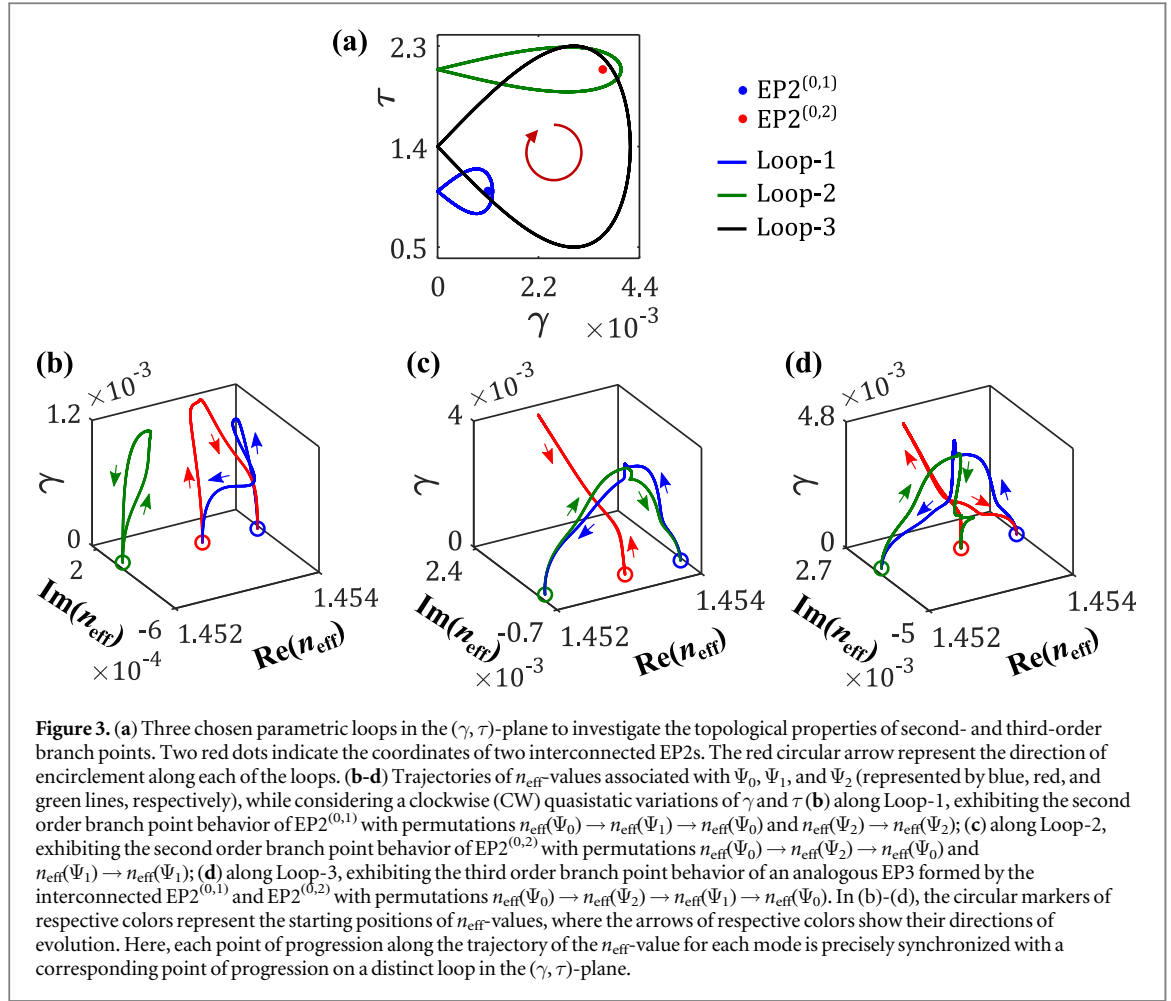 (a)
2.3
τ
1.4
0.5
0
2.2
4.4
γ
×10⁻³
EP2⁽⁰,¹⁾
EP2⁽⁰,²⁾
Loop-1
Loop-2
Loop-3
(b)
×10⁻³
1.2
γ
0
2
Im(n_eff)
-6
×10⁻⁴
1.452
Re(n_eff)
1.454
(c)
×10⁻³
4
γ
0
2.4
Im(n_eff)
-0.7
×10⁻³
1.452
Re(n_eff)
1.454
(d)
×10⁻³
4.8
γ
0
2.7
Im(n_eff)
-5
×10⁻³
1.452
Re(n_eff)
1.454
Figure 3. (a) Three chosen parametric loops in the (γ, τ)-plane to investigate the topological properties of second- and third-order
branch points. Two red dots indicate the coordinates of two interconnected EP2s. The red circular arrow represent the direction of
encirclement along each of the loops. (b-d) Trajectories of n_eff-values associated with Ψ₀, Ψ₁, and Ψ₂ (represented by blue, red, and
green lines, respectively), while considering a clockwise (CW) quasistatic variations of γ and τ (b) along Loop-1, exhibiting the second
order branch point behavior of EP2⁽⁰,¹⁾ with permutations n_eff(Ψ₀) → n_eff(Ψ₁) → n_eff(Ψ₀) and n_eff(Ψ₂) → n_eff(Ψ₂); (c) along Loop-2,
exhibiting the second order branch point behavior of EP2⁽⁰,²⁾ with permutations n_eff(Ψ₀) → n_eff(Ψ₂) → n_eff(Ψ₀) and
n_eff(Ψ₁) → n_eff(Ψ₁); (d) along Loop-3, exhibiting the third order branch point behavior of an analogous EP3 formed by the
interconnected EP2⁽⁰,¹⁾ and EP2⁽⁰,²⁾ with permutations n_eff(Ψ₀) → n_eff(Ψ₂) → n_eff(Ψ₁) → n_eff(Ψ₀). In (b)-(d), the circular markers of
respective colors represent the starting positions of n_eff-values, where the arrows of respective colors show their directions of
evolution. Here, each point of progression along the trajectory of the n_eff-value for each mode is precisely synchronized with a
corresponding point of progression on a distinct loop in the (γ, τ)-plane.